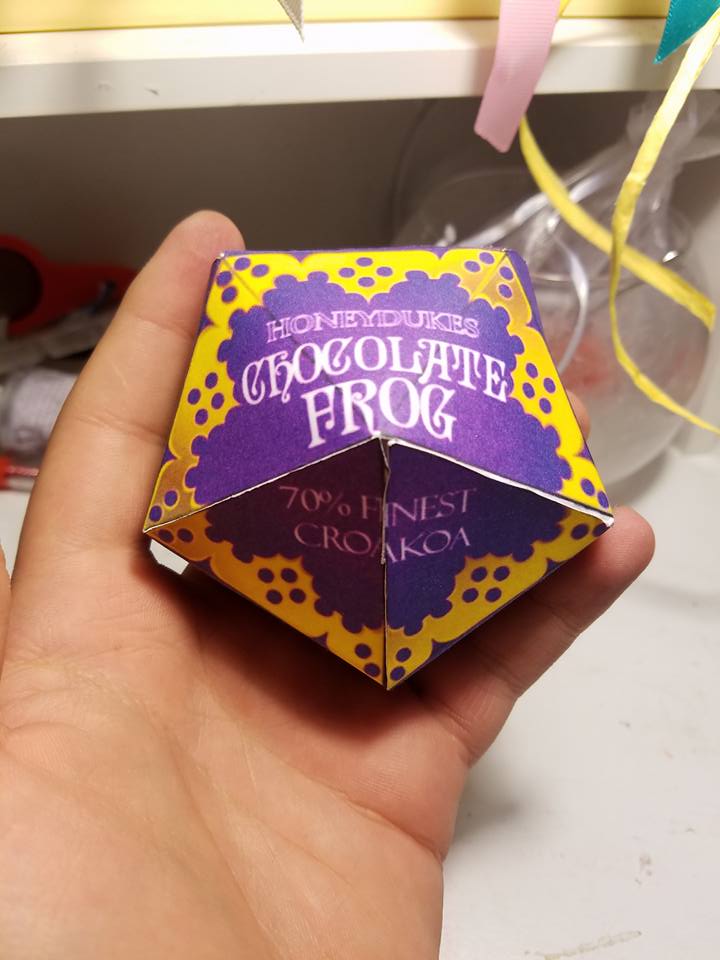 HONEYDUKES
CHOCOLATE
FROG
70% FINEST
CROAKOA